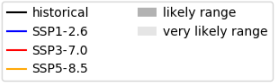 historical
SSP1-2.6
SSP3-7.0
SSP5-8.5
likely range
very likely range